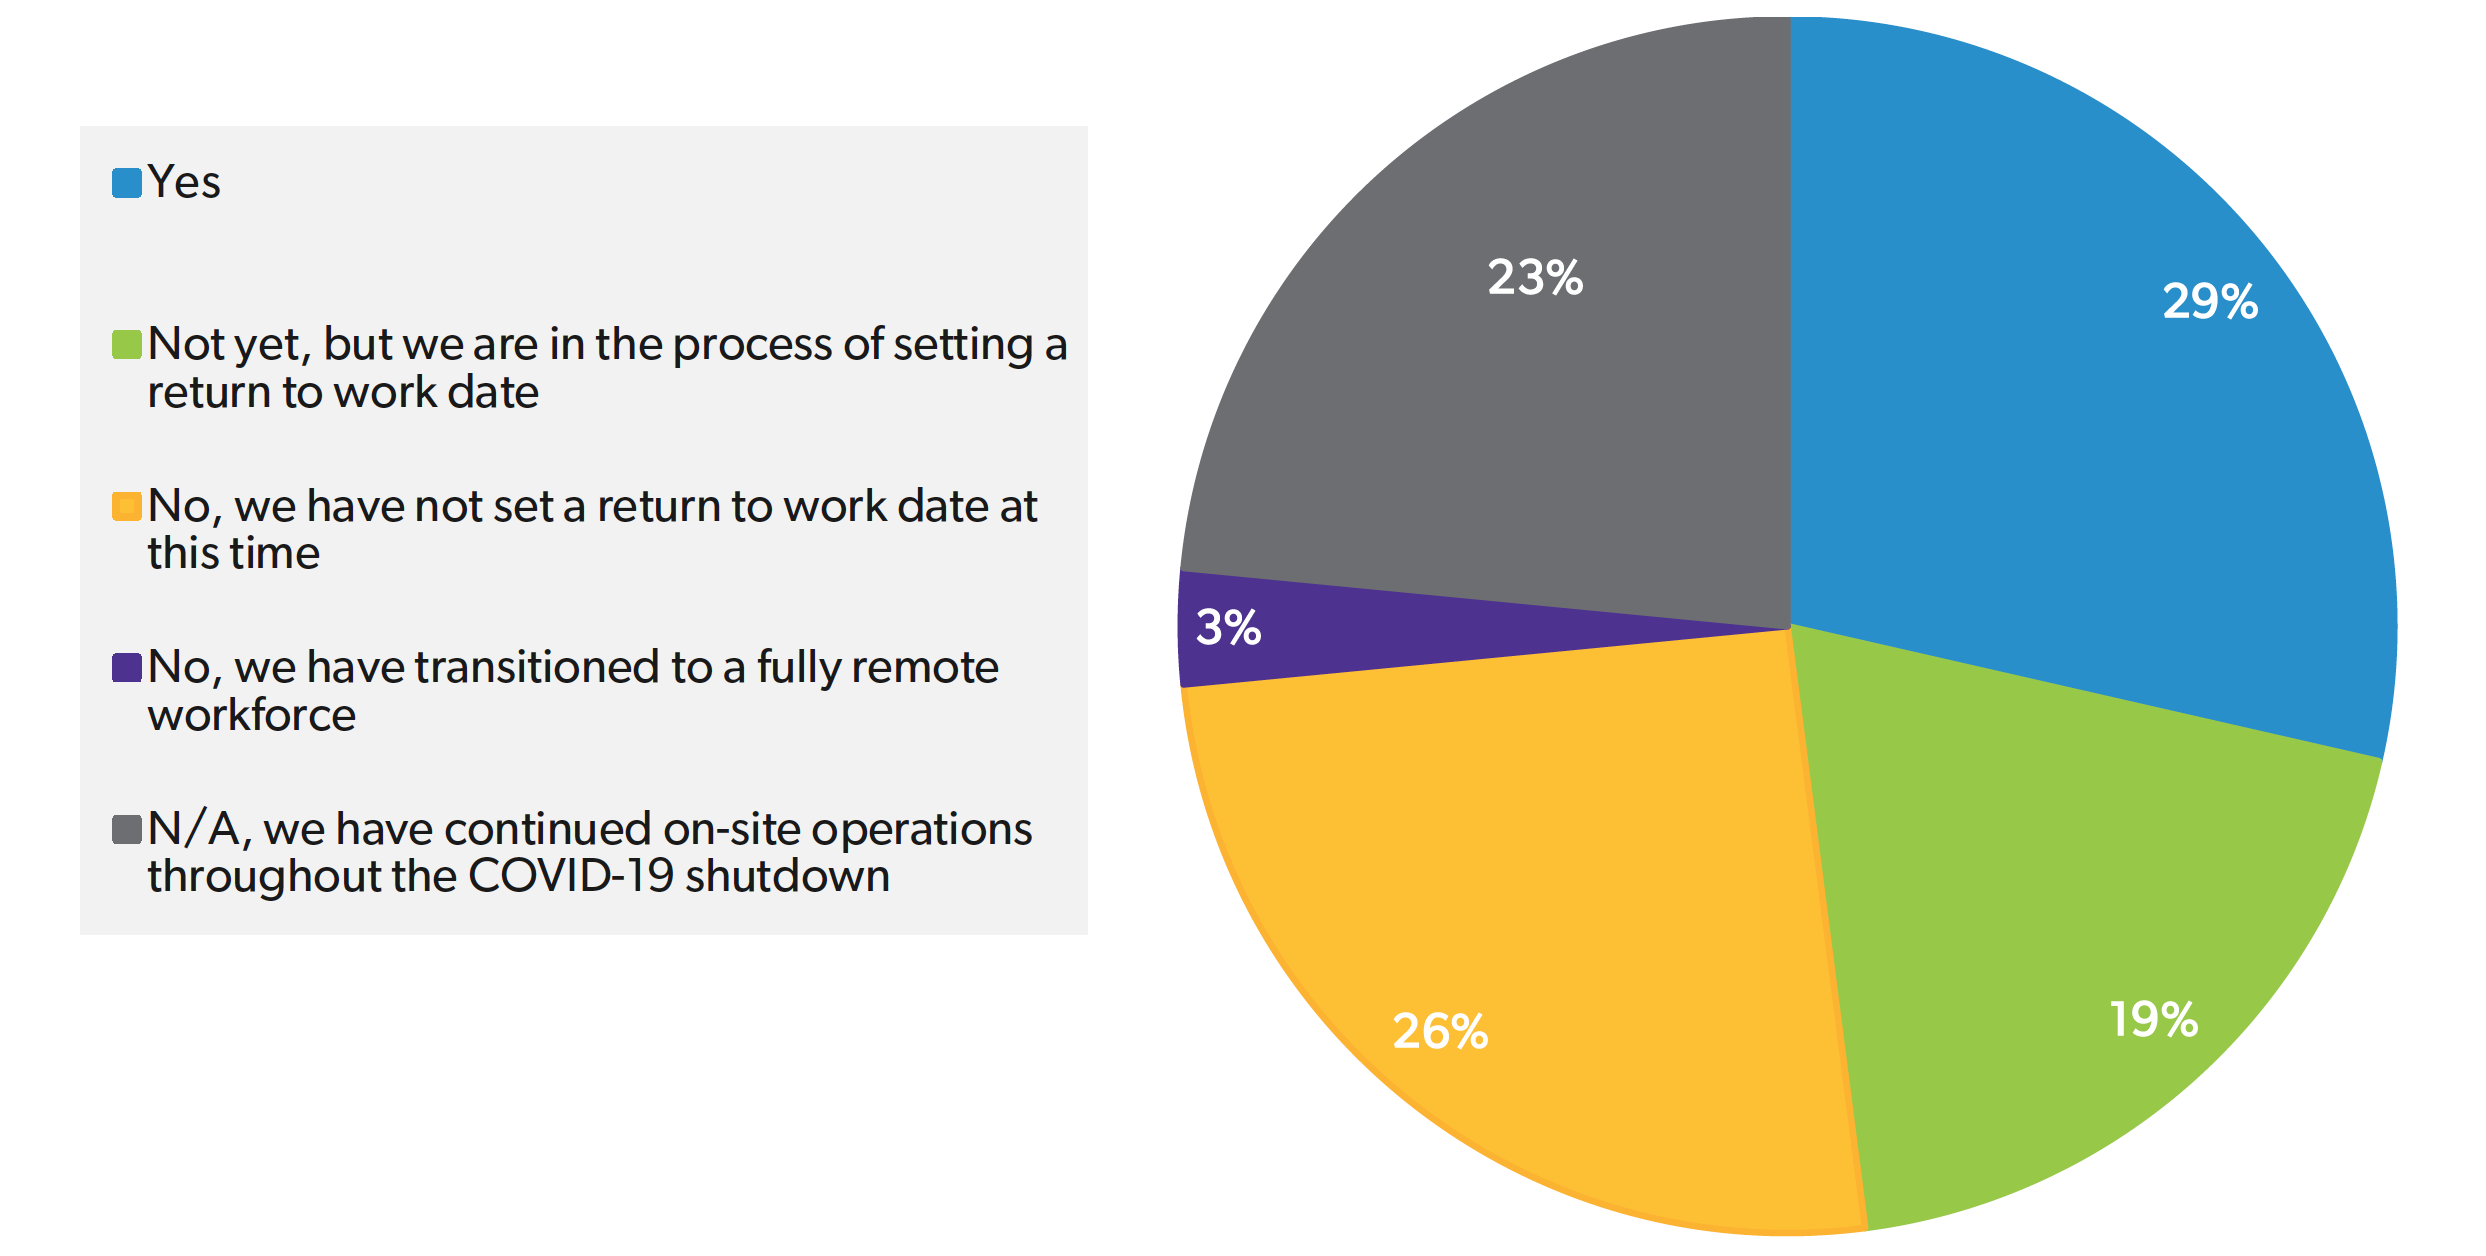 Yes
Not yet, but we are in the process of setting a
return to work date
No, we have not set a return to work date at
this time
No, we have transitioned to a fully remote
workforce
N/A, we have continued on-site operations
throughout the COVID-19 shutdown
23%
29%
3%
26%
19%